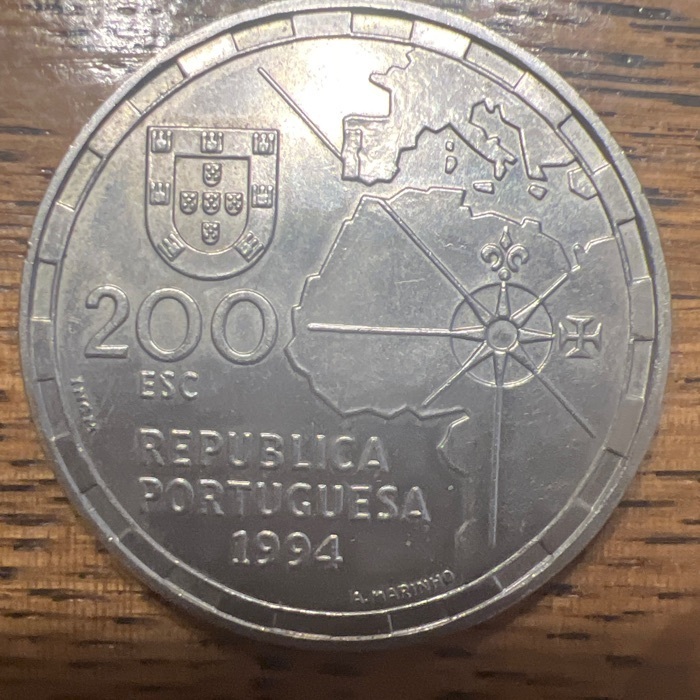 200
ESC
INCM
REPUBLICA
PORTUGUESA
1994
A. MARINHO